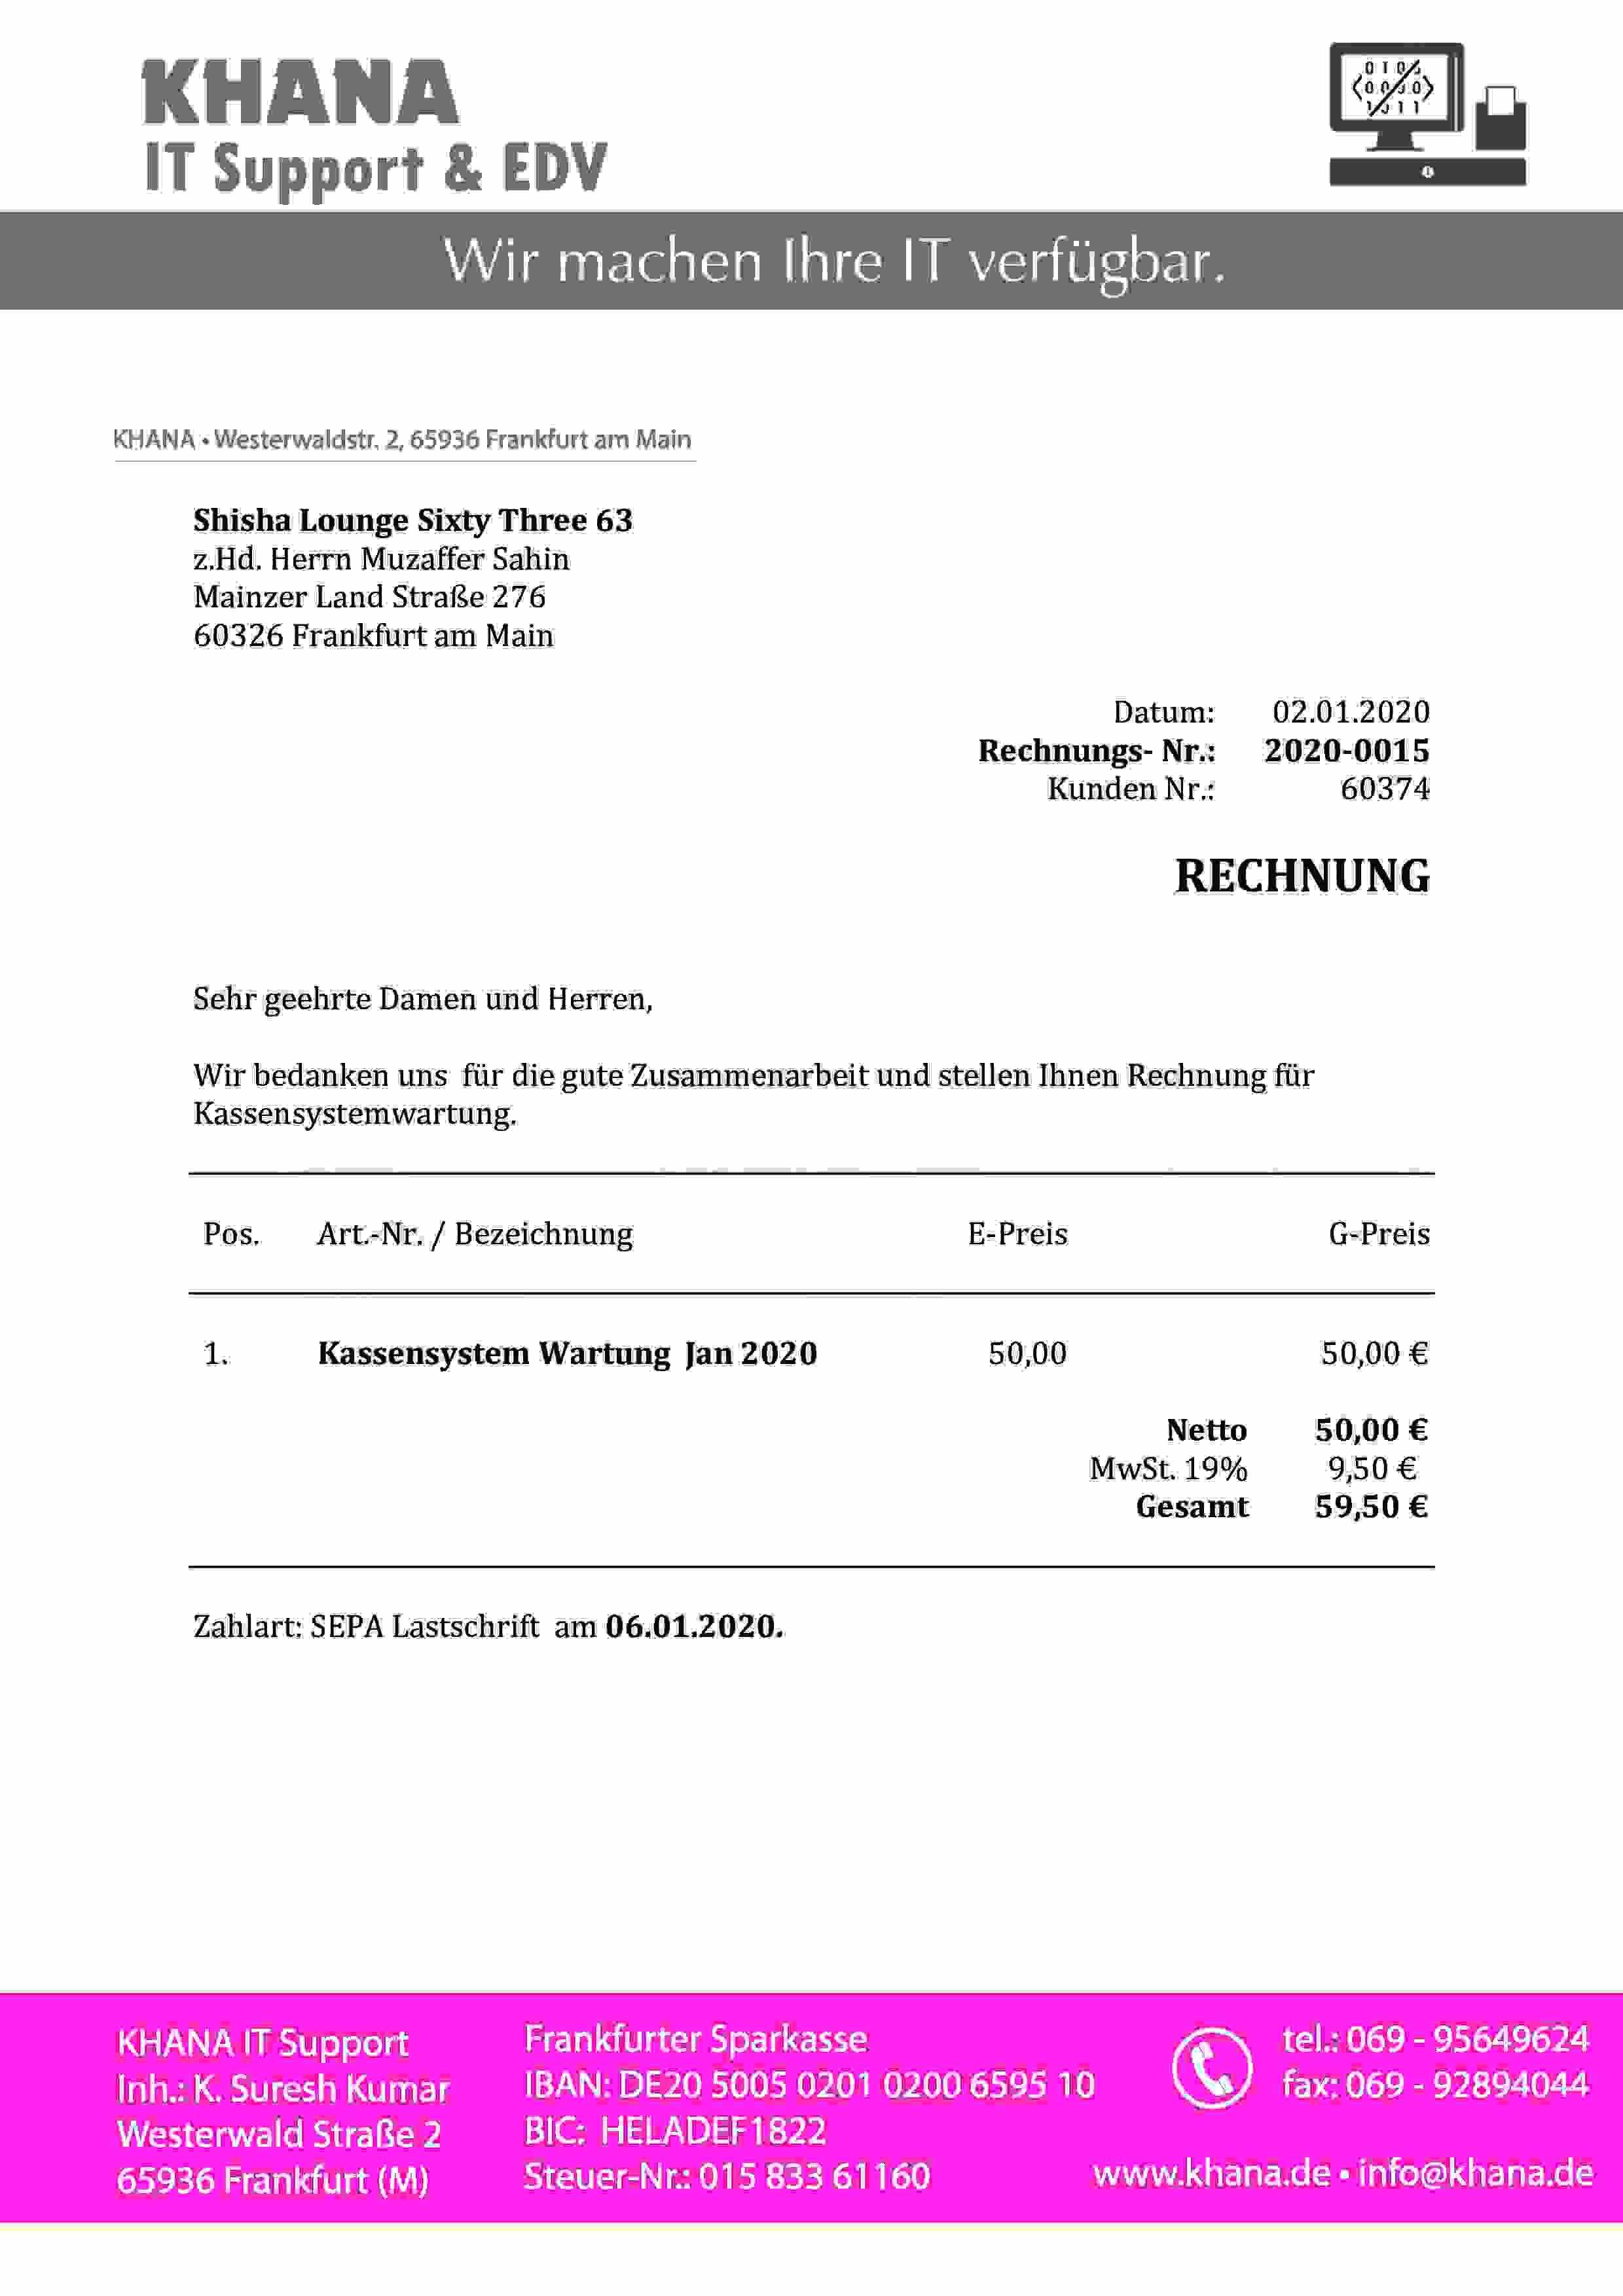 KHANA
IT Support & EDV
Wir machen Ihre IT verfügbar.
KHANA • Westerwaldstr. 2, 65936 Frankfurt am Main
Shisha Lounge Sixty Three 63
z.Hd. Herrn Muzaffer Sahin
Mainzer Land Straße 276
60326 Frankfurt am Main
Datum: 02.01.2020
Rechnungs- Nr.: 2020-0015
Kunden Nr.: 60374
RECHNUNG
Sehr geehrte Damen und Herren,
Wir bedanken uns für die gute Zusammenarbeit und stellen Ihnen Rechnung für
Kassensystemwartung.
Pos. Art.-Nr. / Bezeichnung E-Preis G-Preis
1. Kassensystem Wartung Jan 2020 50,00 50,00 €
Netto 50,00 €
MwSt. 19% 9,50 €
Gesamt 59,50 €
Zahlart: SEPA Lastschrift am 06.01.2020.
KHANA IT Support
Inh.: K. Suresh Kumar
Westerwald Straße 2
65936 Frankfurt (M)
Frankfurter Sparkasse
IBAN: DE20 5005 0201 0200 6595 10
BIC: HELADEF1822
Steuer-Nr.: 015 833 61160
tel.: 069 - 95649624
fax: 069 - 92894044
www.khana.de • info@khana.de